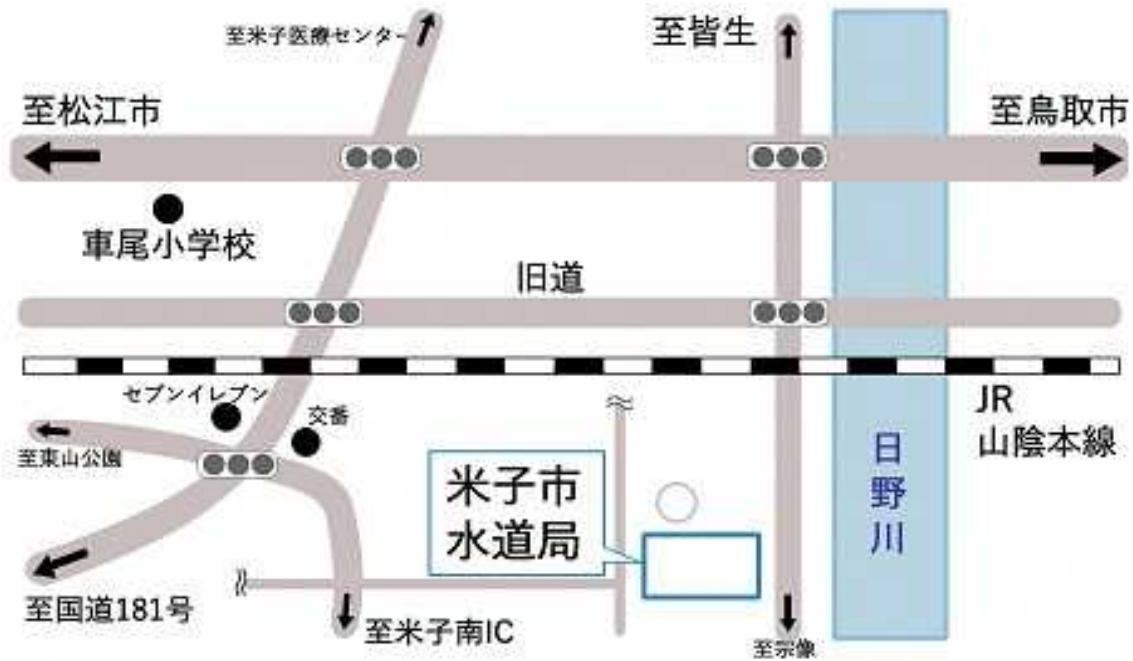 至米子医療センター
至皆生
至松江市
至鳥取市
車尾小学校
旧道
セブンイレブン
交番
JR
山陰本線
至東山公園
米子市
水道局
日野川
至国道181号
至米子南IC
至宗像